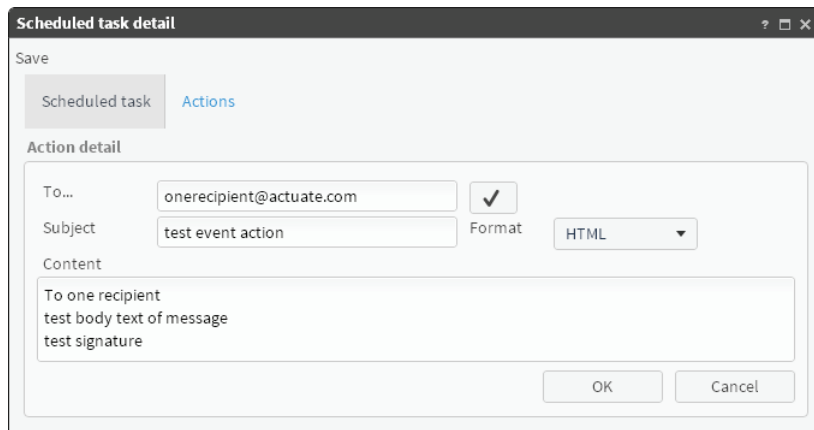 Scheduled task detail
Save
Scheduled task Actions
Action detail
To... onerecipient@actuate.com
Subject test event action Format HTML
Content
To one recipient
test body text of message
test signature
OK Cancel